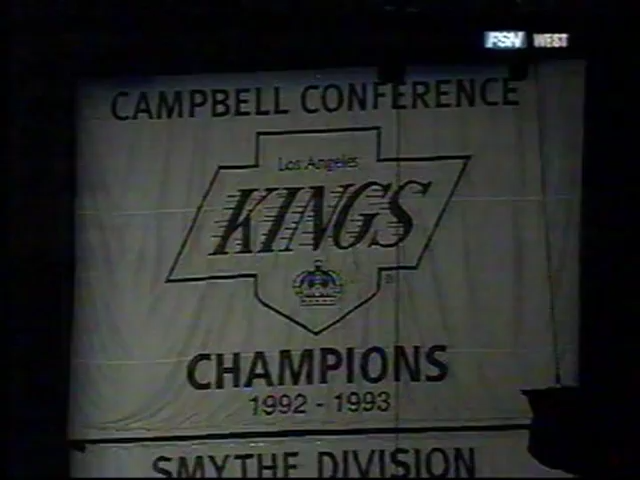 FSN WEST
CAMPBELL CONFERENCE
Los Angeles
KINGS
CHAMPIONS
1992 - 1993
SMYTHE DIVISION